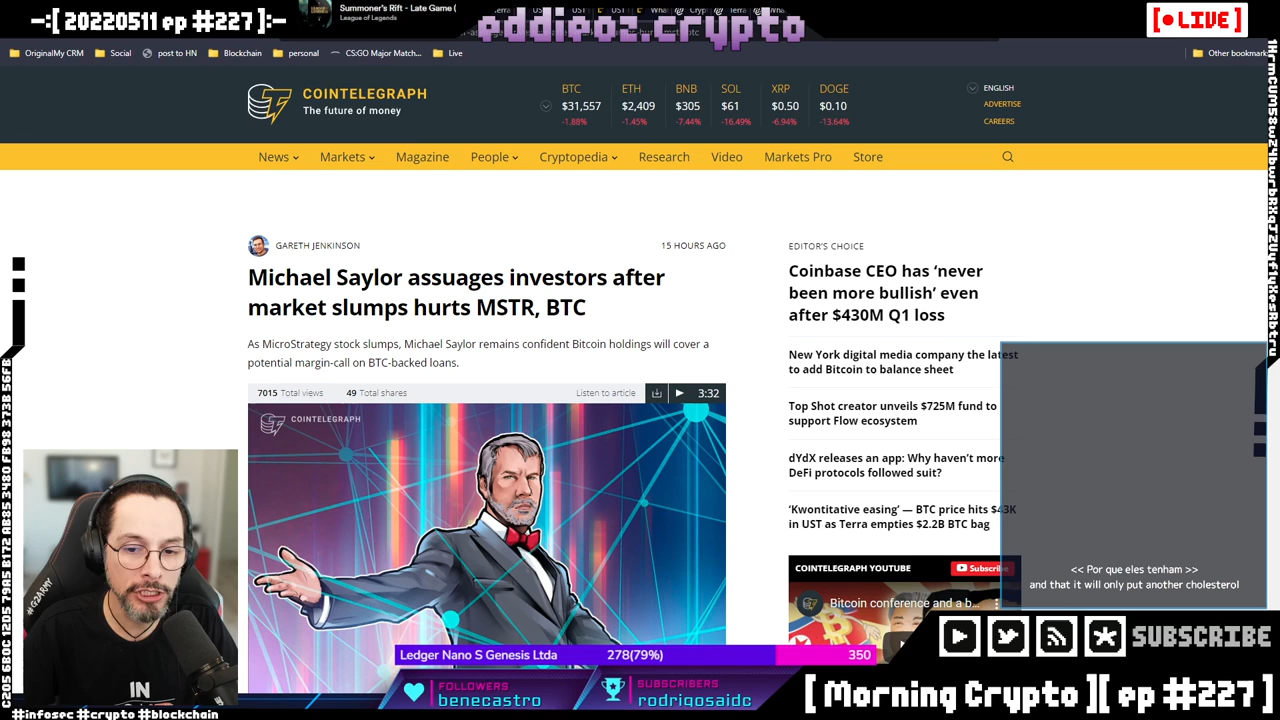 -:[ 20220511 ep #227 ]:-
Summoner's Rift - Late Game (
League of Legends
eddieoz.crypto
[● LIVE ]
OriginalMy CRM
Social
post to HN
Blockchain
personal
CS:GO Major Match...
Live
Other bookmark
COINTELEGRAPH
The future of money
BTC ETH BNB SOL XRP DOGE
$31,557 $2,409 $305 $61 $0.50 $0.10
-1.88% -1.45% -7.44% -16.49% -6.94% -13.64%
ENGLISH
ADVERTISE
CAREERS
News Markets Magazine People Cryptopedia Research Video Markets Pro Store
GARETH JENKINSON 15 HOURS AGO
Michael Saylor assuages investors after
market slumps hurts MSTR, BTC
As MicroStrategy stock slumps, Michael Saylor remains confident Bitcoin holdings will cover a
potential margin-call on BTC-backed loans.
7015 Total views 49 Total shares Listen to article 3:32
COINTELEGRAPH
EDITOR'S CHOICE
Coinbase CEO has ‘never
been more bullish’ even
after $430M Q1 loss
New York digital media company the latest
to add Bitcoin to balance sheet
Top Shot creator unveils $725M fund to
support Flow ecosystem
dYdX releases an app: Why haven’t more
DeFi protocols followed suit?
‘Kwontitative easing’ — BTC price hits $43K
in UST as Terra empties $2.2B BTC bag
COINTELEGRAPH YOUTUBE Subscribe
Bitcoin conference and a b...
<< Por que eles tenham >>
and that it will only put another cholesterol
IN
Ledger Nano S Genesis Ltda 278(79%) 350
FOLLOWERS
benecastro
SUBSCRIBERS
rodrigosaidc
SUBSCRIBE
[ Morning Crypto ][ ep #227 ]
#infosec #crypto #blockchain